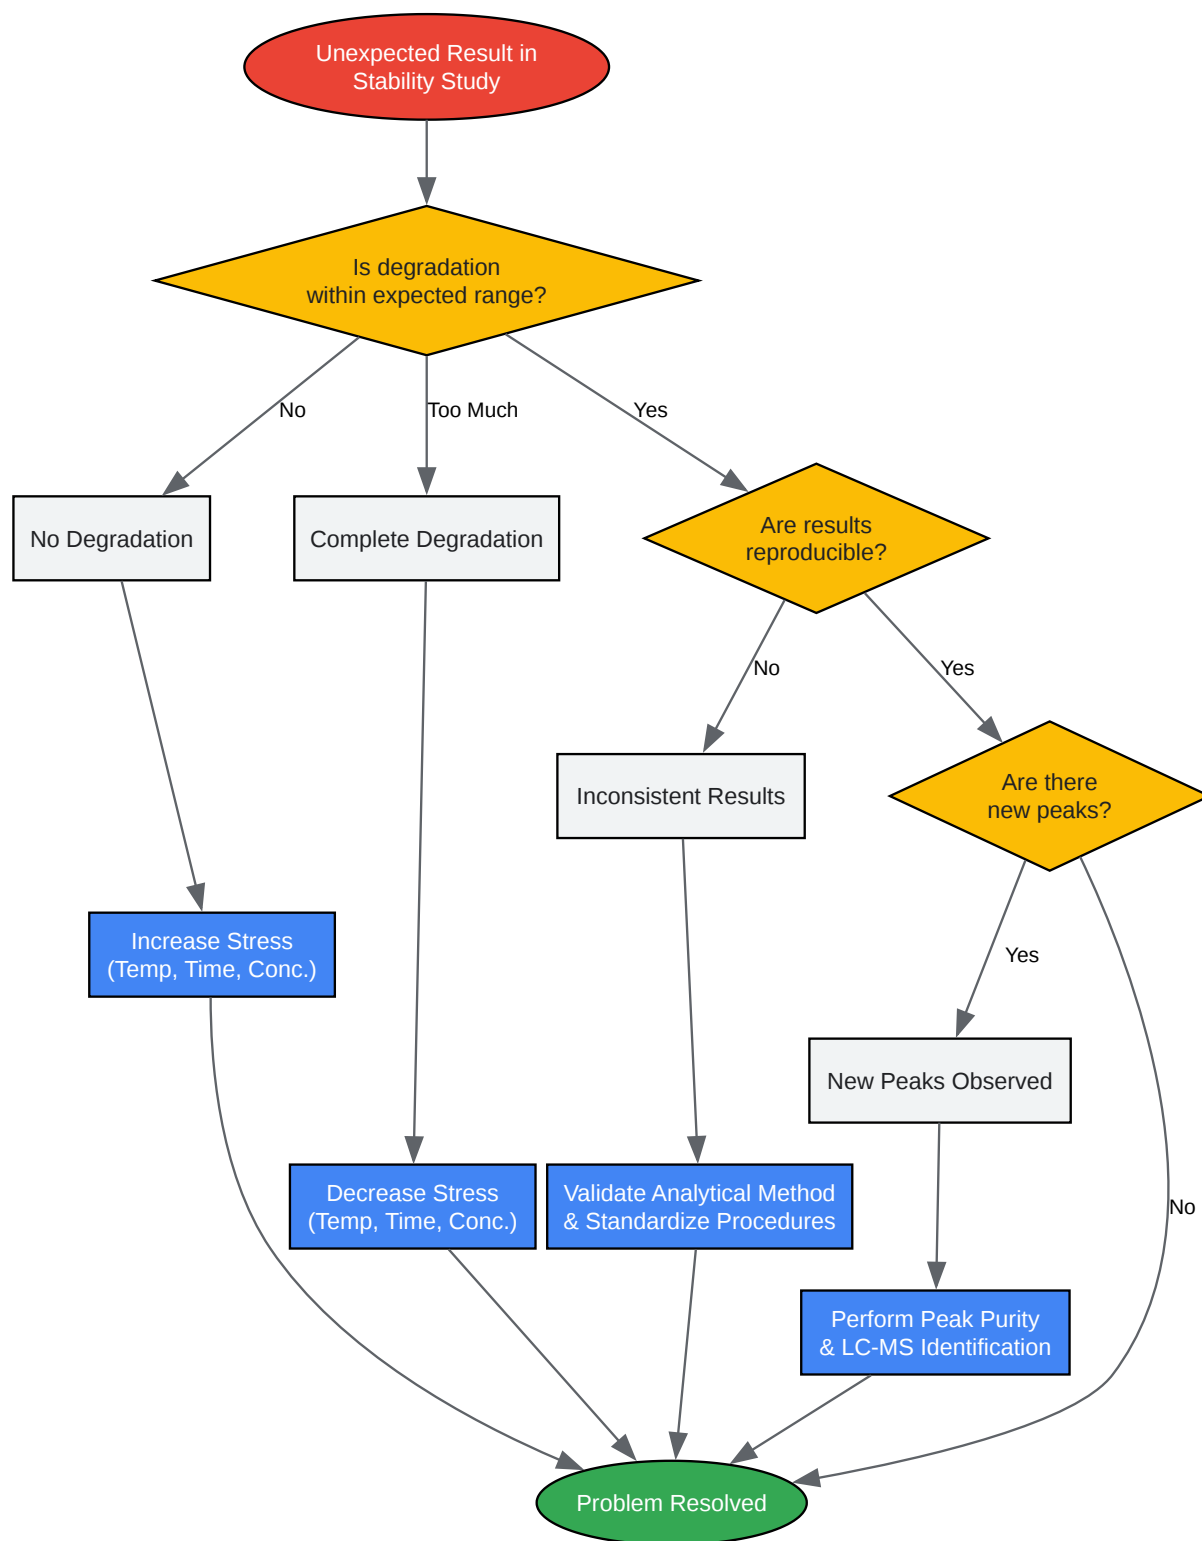 Unexpected Result in
Stability Study
Is degradation
within expected range?
No
Too Much
Yes
No Degradation
Complete Degradation
Are results
reproducible?
No
Yes
Inconsistent Results
Are there
new peaks?
Increase Stress
(Temp, Time, Conc.)
Yes
New Peaks Observed
Decrease Stress
(Temp, Time, Conc.)
Validate Analytical Method
& Standardize Procedures
No
Perform Peak Purity
& LC-MS Identification
Problem Resolved